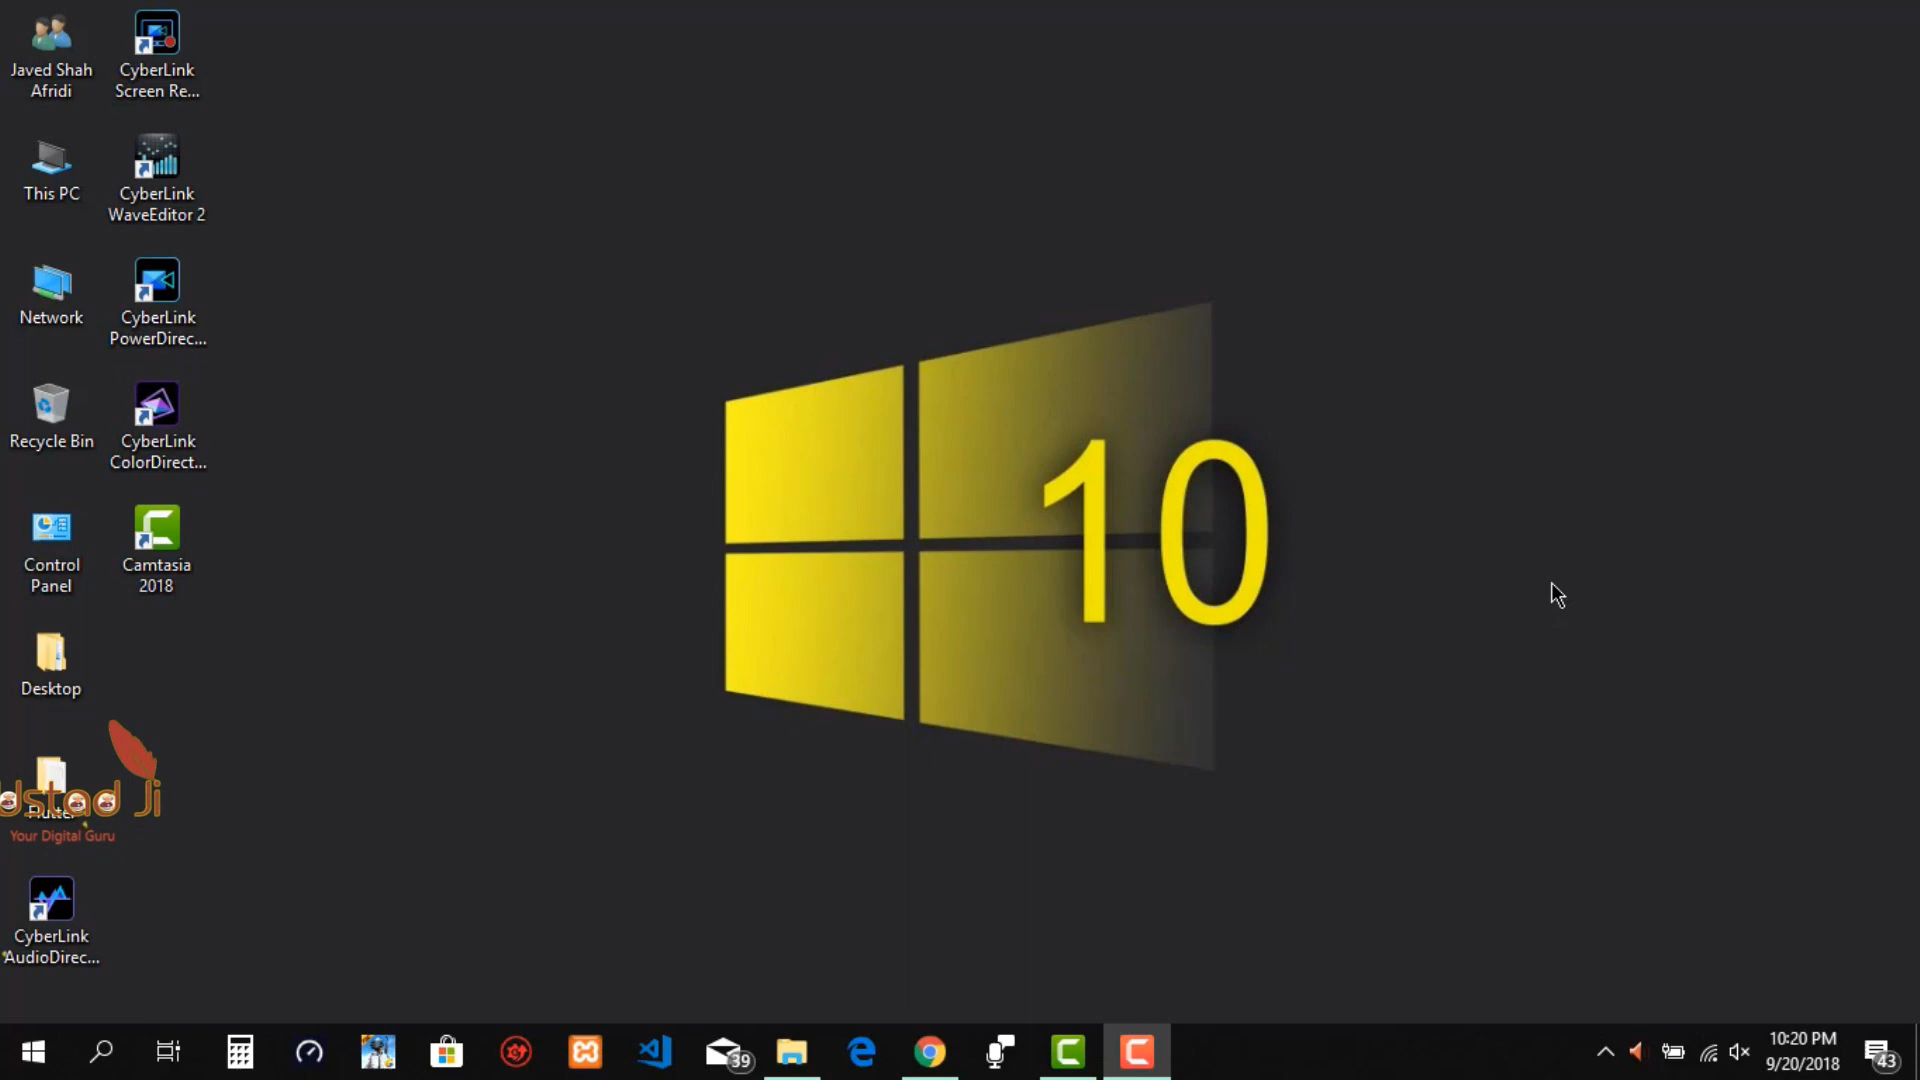 Javed Shah
Afridi
CyberLink
Screen Re...
This PC
CyberLink
WaveEditor 2
Network
CyberLink
PowerDirec...
Recycle Bin
CyberLink
ColorDirect...
Control
Panel
Camtasia
2018
Desktop
Ustad Ji
Flutter
Your Digital Guru
CyberLink
AudioDirec...
10
39
10:20 PM
9/20/2018
43